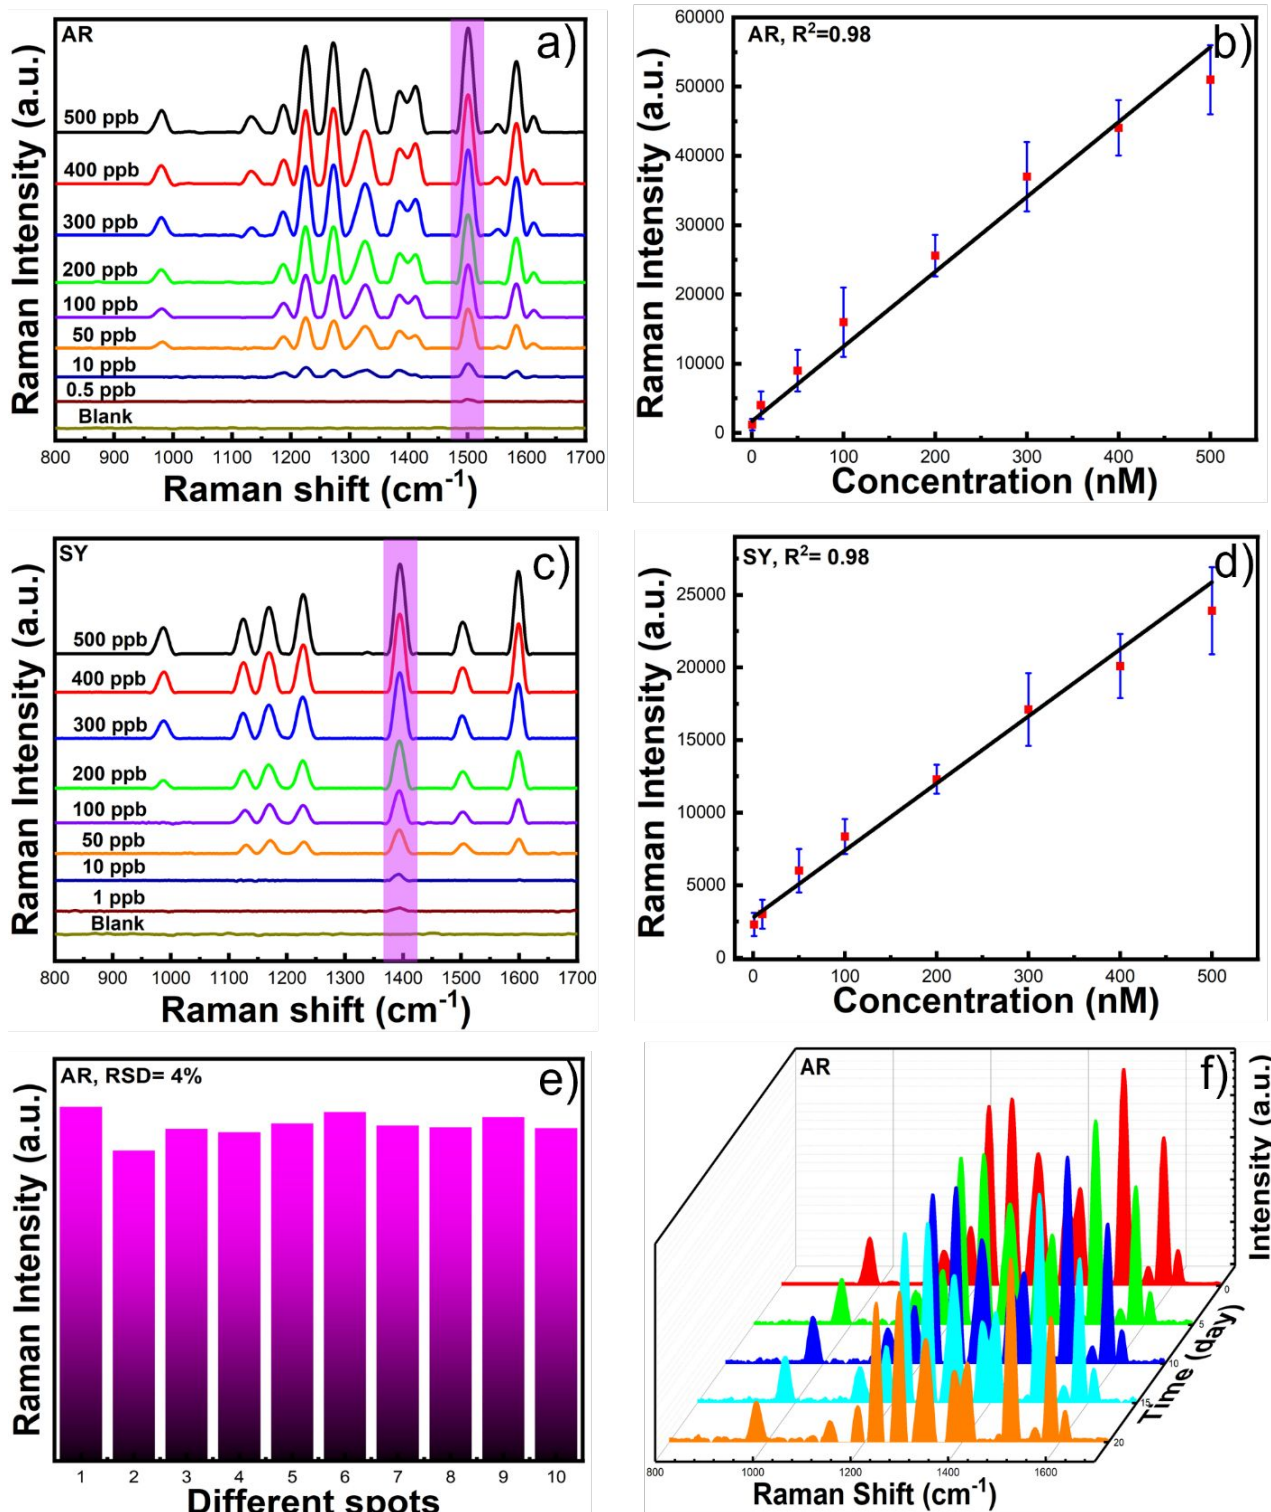 AR
a)
500 ppb
400 ppb
300 ppb
200 ppb
100 ppb
50 ppb
10 ppb
0.5 ppb
Blank
Raman Intensity (a.u.)
800 900 1000 1100 1200 1300 1400 1500 1600 1700
Raman shift (cm⁻¹)
AR, R²=0.98
b)
60000
50000
40000
30000
20000
10000
0
Raman Intensity (a.u.)
0 100 200 300 400 500
Concentration (nM)
SY
c)
500 ppb
400 ppb
300 ppb
200 ppb
100 ppb
50 ppb
10 ppb
1 ppb
Blank
Raman Intensity (a.u.)
800 900 1000 1100 1200 1300 1400 1500 1600 1700
Raman shift (cm⁻¹)
SY, R²= 0.98
d)
25000
20000
15000
10000
5000
0
Raman Intensity (a.u.)
0 100 200 300 400 500
Concentration (nM)
AR, RSD= 4%
e)
Raman Intensity (a.u.)
1 2 3 4 5 6 7 8 9 10
Different spots
AR
f)
Intensity (a.u.)
0
5
10
15
20
Time (day)
800 1000 1200 1400 1600
Raman Shift (cm⁻¹)